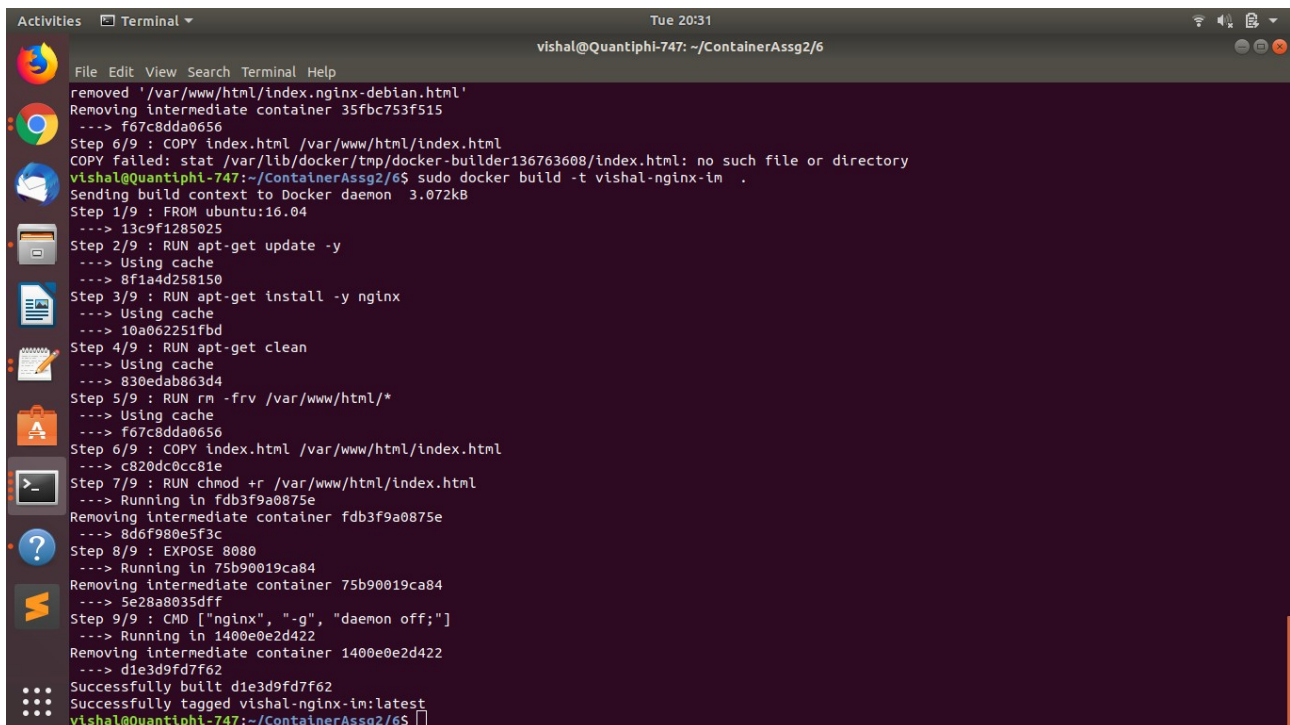 Activities Terminal Tue 20:31
vishal@Quantiphi-747: ~/ContainerAssg2/6
File Edit View Search Terminal Help
removed '/var/www/html/index.nginx-debian.html'
Removing intermediate container 35fbc753f515
---> f67c8dda0656
Step 6/9 : COPY index.html /var/www/html/index.html
COPY failed: stat /var/lib/docker/tmp/docker-builder136763608/index.html: no such file or directory
vishal@Quantiphi-747:~/ContainerAssg2/6$ sudo docker build -t vishal-nginx-im  .
Sending build context to Docker daemon  3.072kB
Step 1/9 : FROM ubuntu:16.04
---> 13c9f1285025
Step 2/9 : RUN apt-get update -y
---> Using cache
---> 8f1a4d258150
Step 3/9 : RUN apt-get install -y nginx
---> Using cache
---> 10a062251fbd
Step 4/9 : RUN apt-get clean
---> Using cache
---> 830edab863d4
Step 5/9 : RUN rm -frv /var/www/html/*
---> Using cache
---> f67c8dda0656
Step 6/9 : COPY index.html /var/www/html/index.html
---> c820dc0cc81e
Step 7/9 : RUN chmod +r /var/www/html/index.html
---> Running in fdb3f9a0875e
Removing intermediate container fdb3f9a0875e
---> 8d6f980e5f3c
Step 8/9 : EXPOSE 8080
---> Running in 75b90019ca84
Removing intermediate container 75b90019ca84
---> 5e28a8035dff
Step 9/9 : CMD ["nginx", "-g", "daemon off;"]
---> Running in 1400e0e2d422
Removing intermediate container 1400e0e2d422
---> d1e3d9fd7f62
Successfully built d1e3d9fd7f62
Successfully tagged vishal-nginx-im:latest
vishal@Quantiphi-747:~/ContainerAssg2/6$